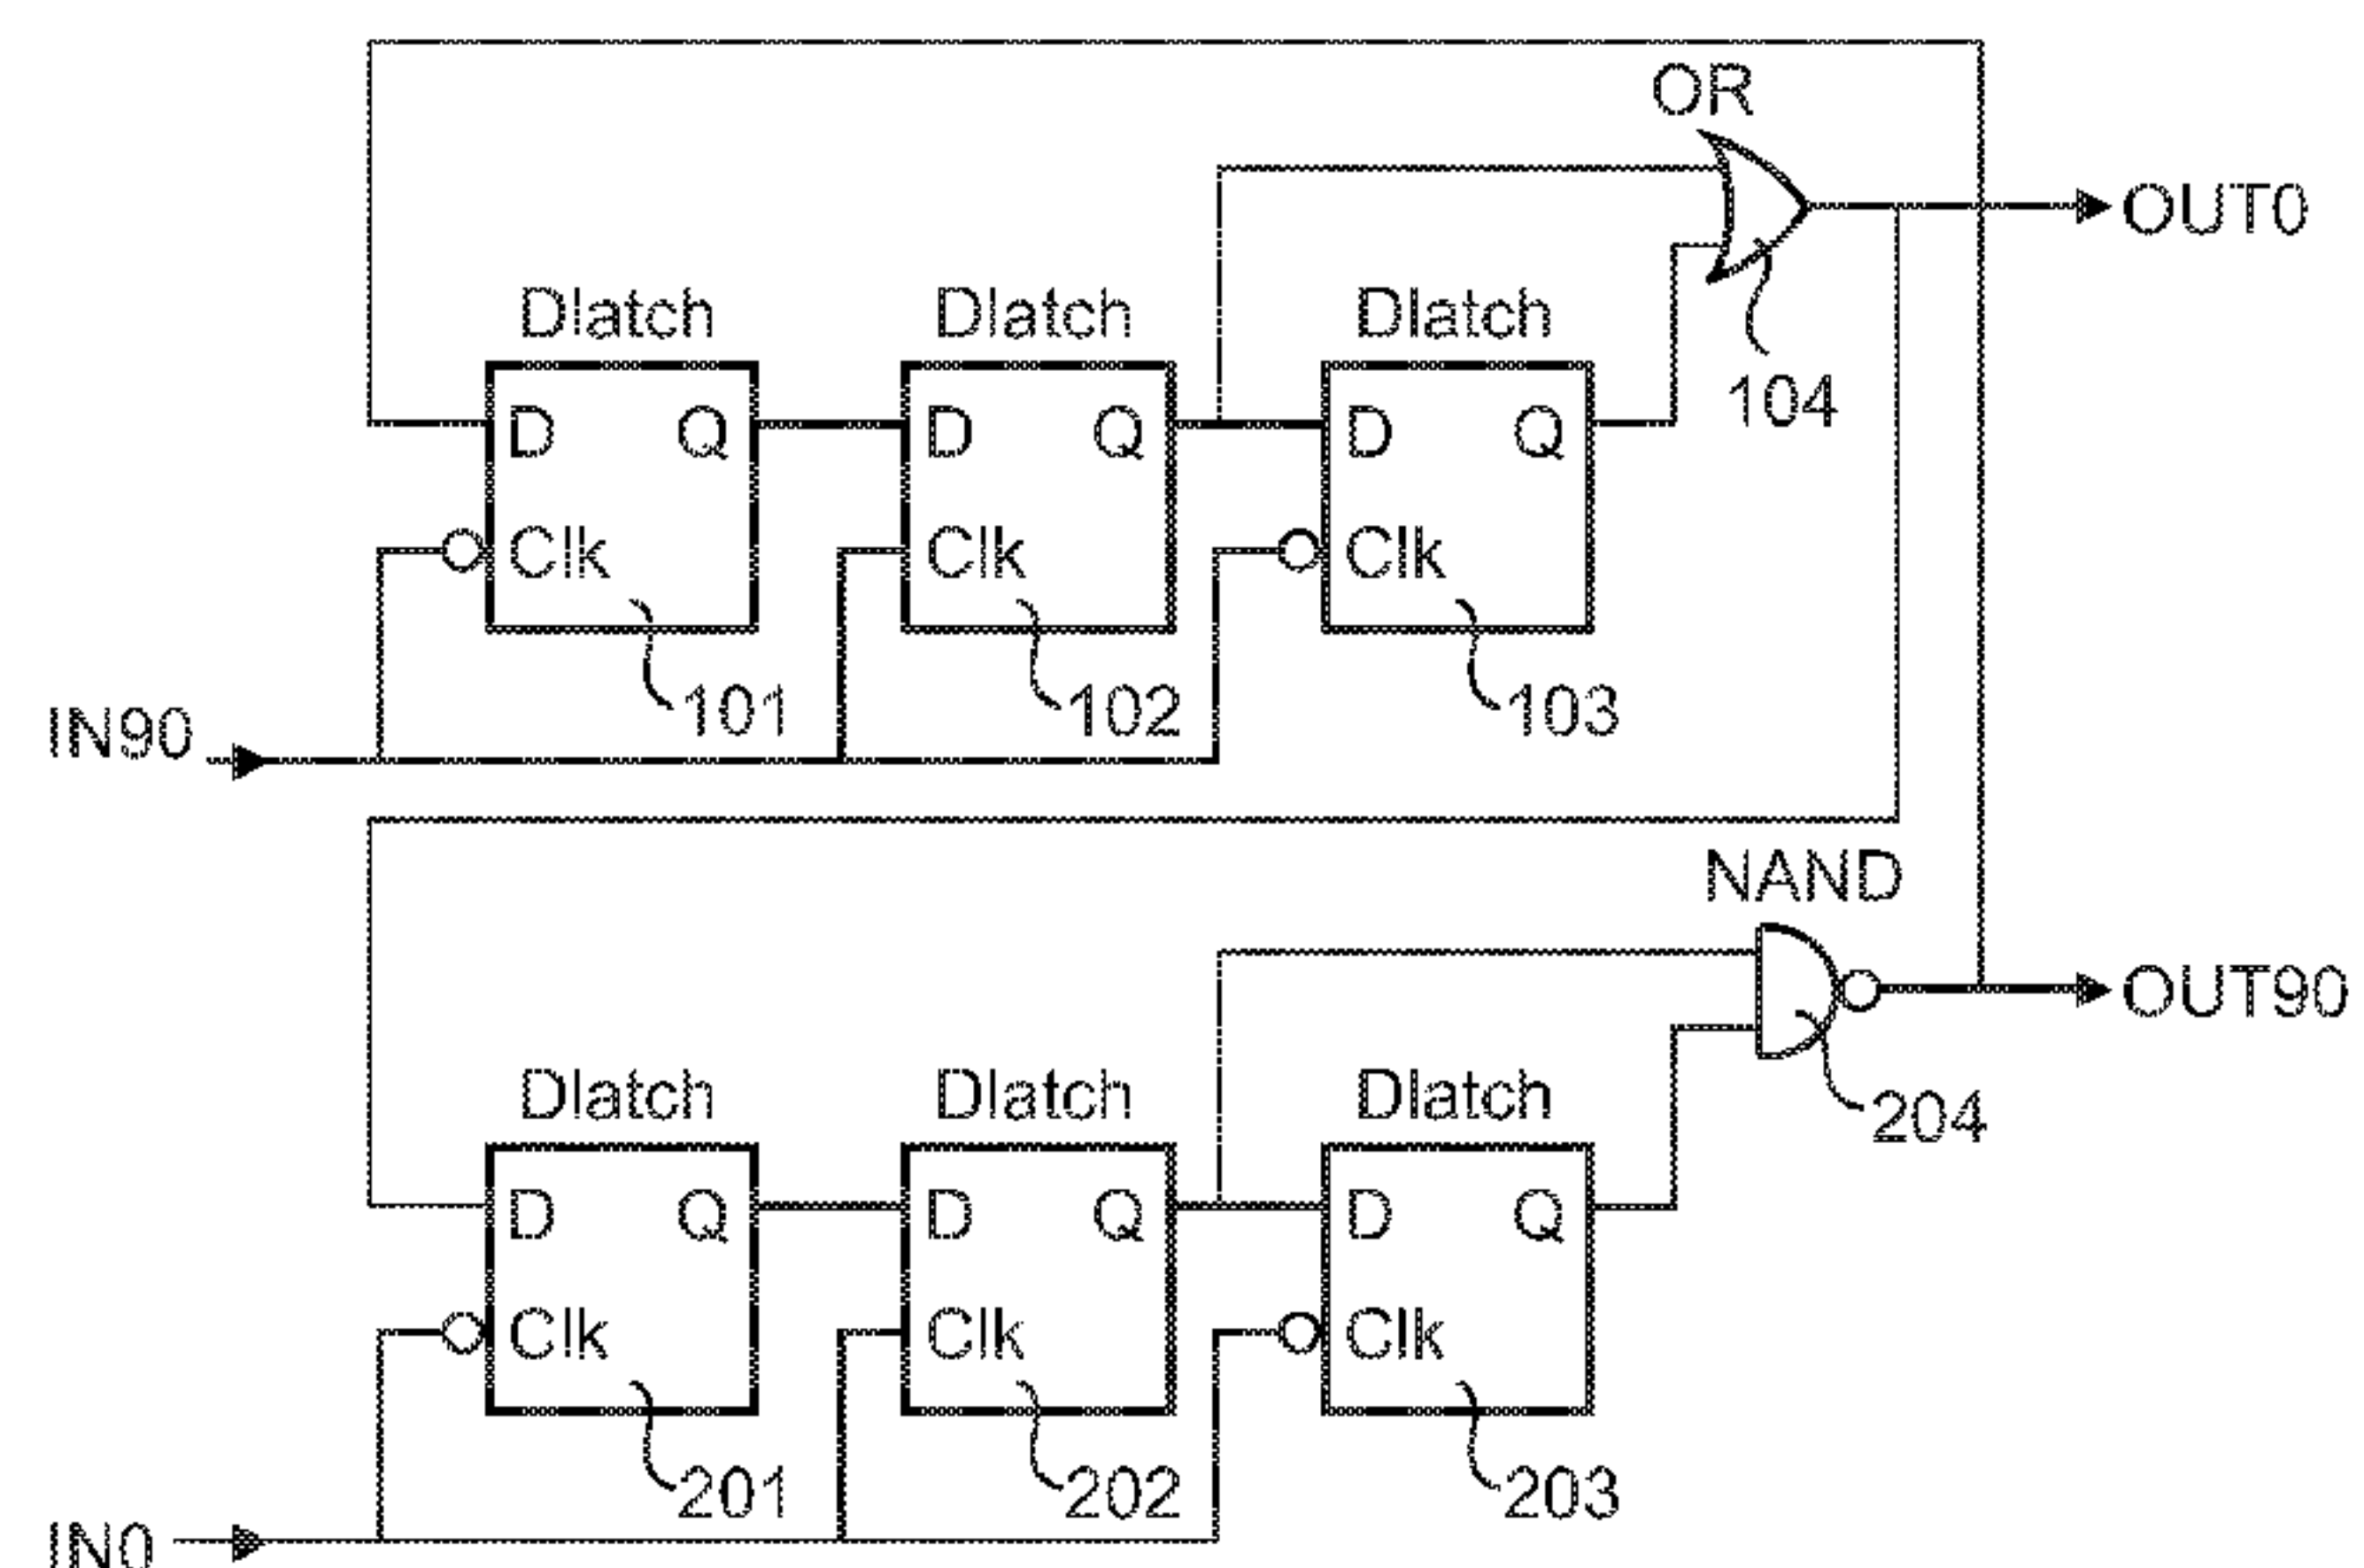 OR
OUT0
Dlatch Dlatch Dlatch
104
D Q D Q D Q
Clk Clk Clk
101 102 103
IN90
NAND
OUT90
Dlatch Dlatch Dlatch
204
D Q D Q D Q
Clk Clk Clk
201 202 203
IN0